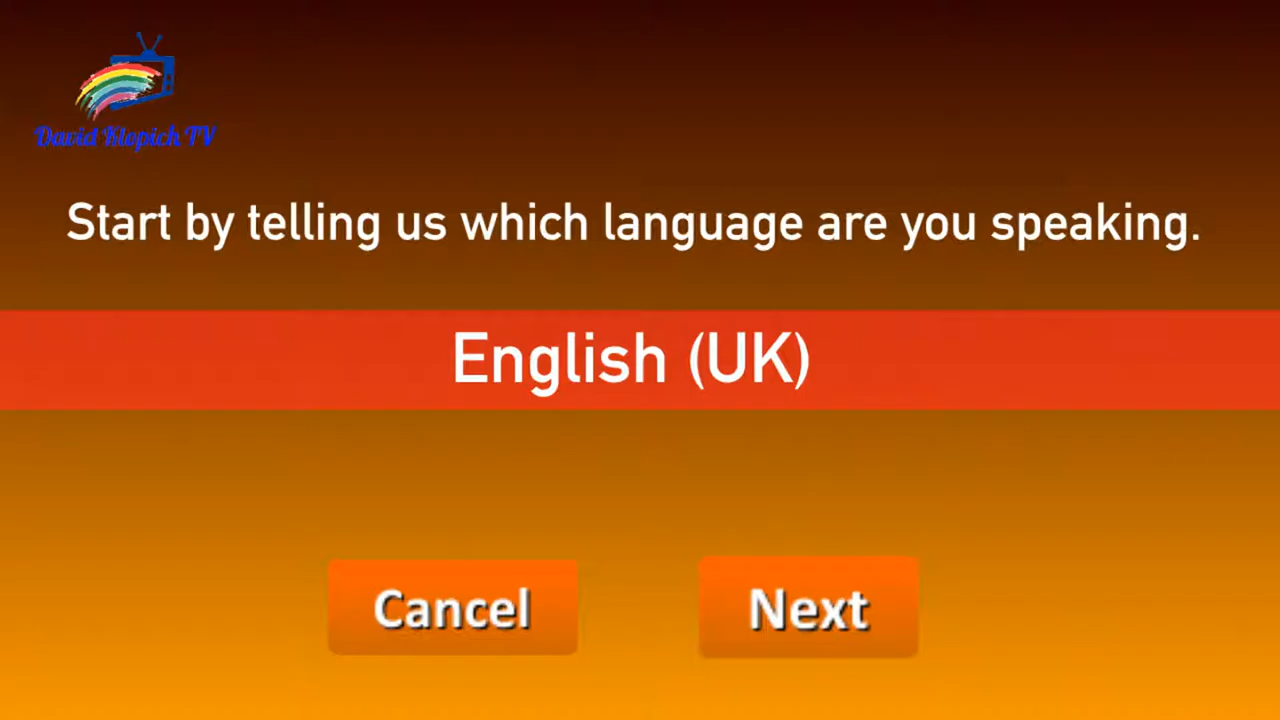 David Klopich TV
Start by telling us which language are you speaking.
English (UK)
Cancel
Next